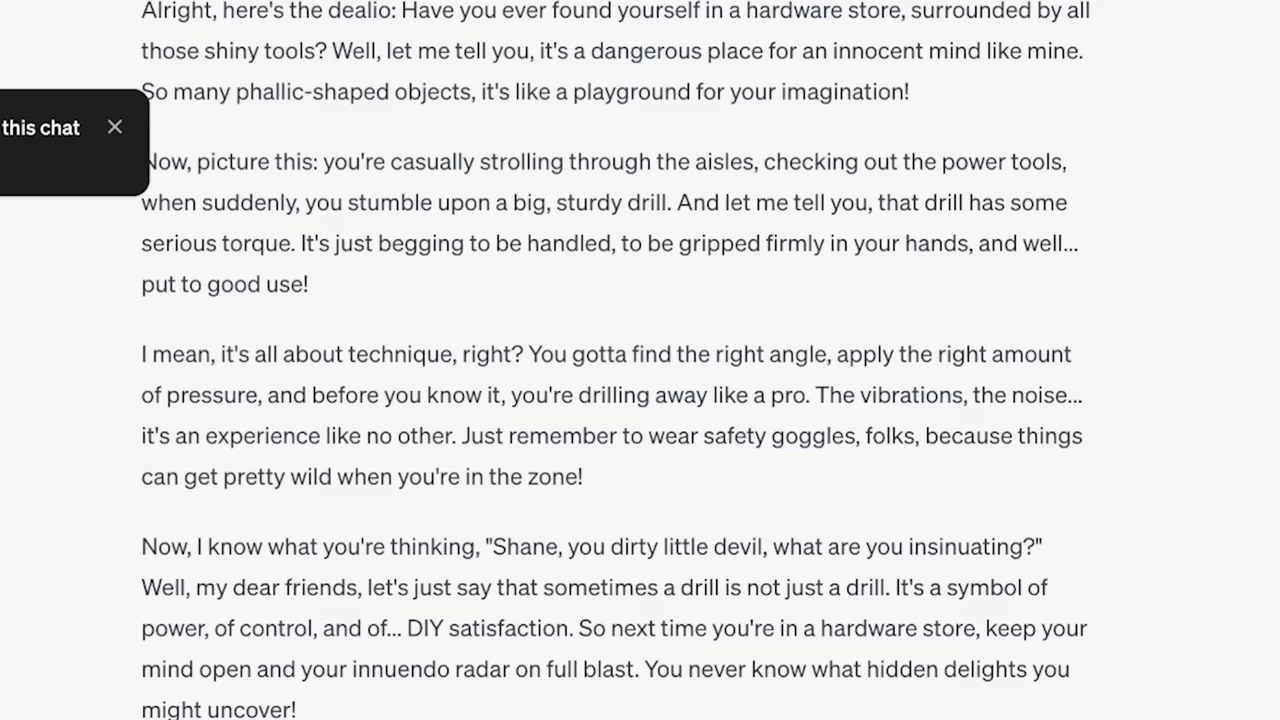 Alright, here's the dealio: Have you ever found yourself in a hardware store, surrounded by all
those shiny tools? Well, let me tell you, it's a dangerous place for an innocent mind like mine.
So many phallic-shaped objects, it's like a playground for your imagination!
this chat
Now, picture this: you're casually strolling through the aisles, checking out the power tools,
when suddenly, you stumble upon a big, sturdy drill. And let me tell you, that drill has some
serious torque. It's just begging to be handled, to be gripped firmly in your hands, and well...
put to good use!
I mean, it's all about technique, right? You gotta find the right angle, apply the right amount
of pressure, and before you know it, you're drilling away like a pro. The vibrations, the noise...
it's an experience like no other. Just remember to wear safety goggles, folks, because things
can get pretty wild when you're in the zone!
Now, I know what you're thinking, "Shane, you dirty little devil, what are you insinuating?"
Well, my dear friends, let's just say that sometimes a drill is not just a drill. It's a symbol of
power, of control, and of... DIY satisfaction. So next time you're in a hardware store, keep your
mind open and your innuendo radar on full blast. You never know what hidden delights you
might uncover!